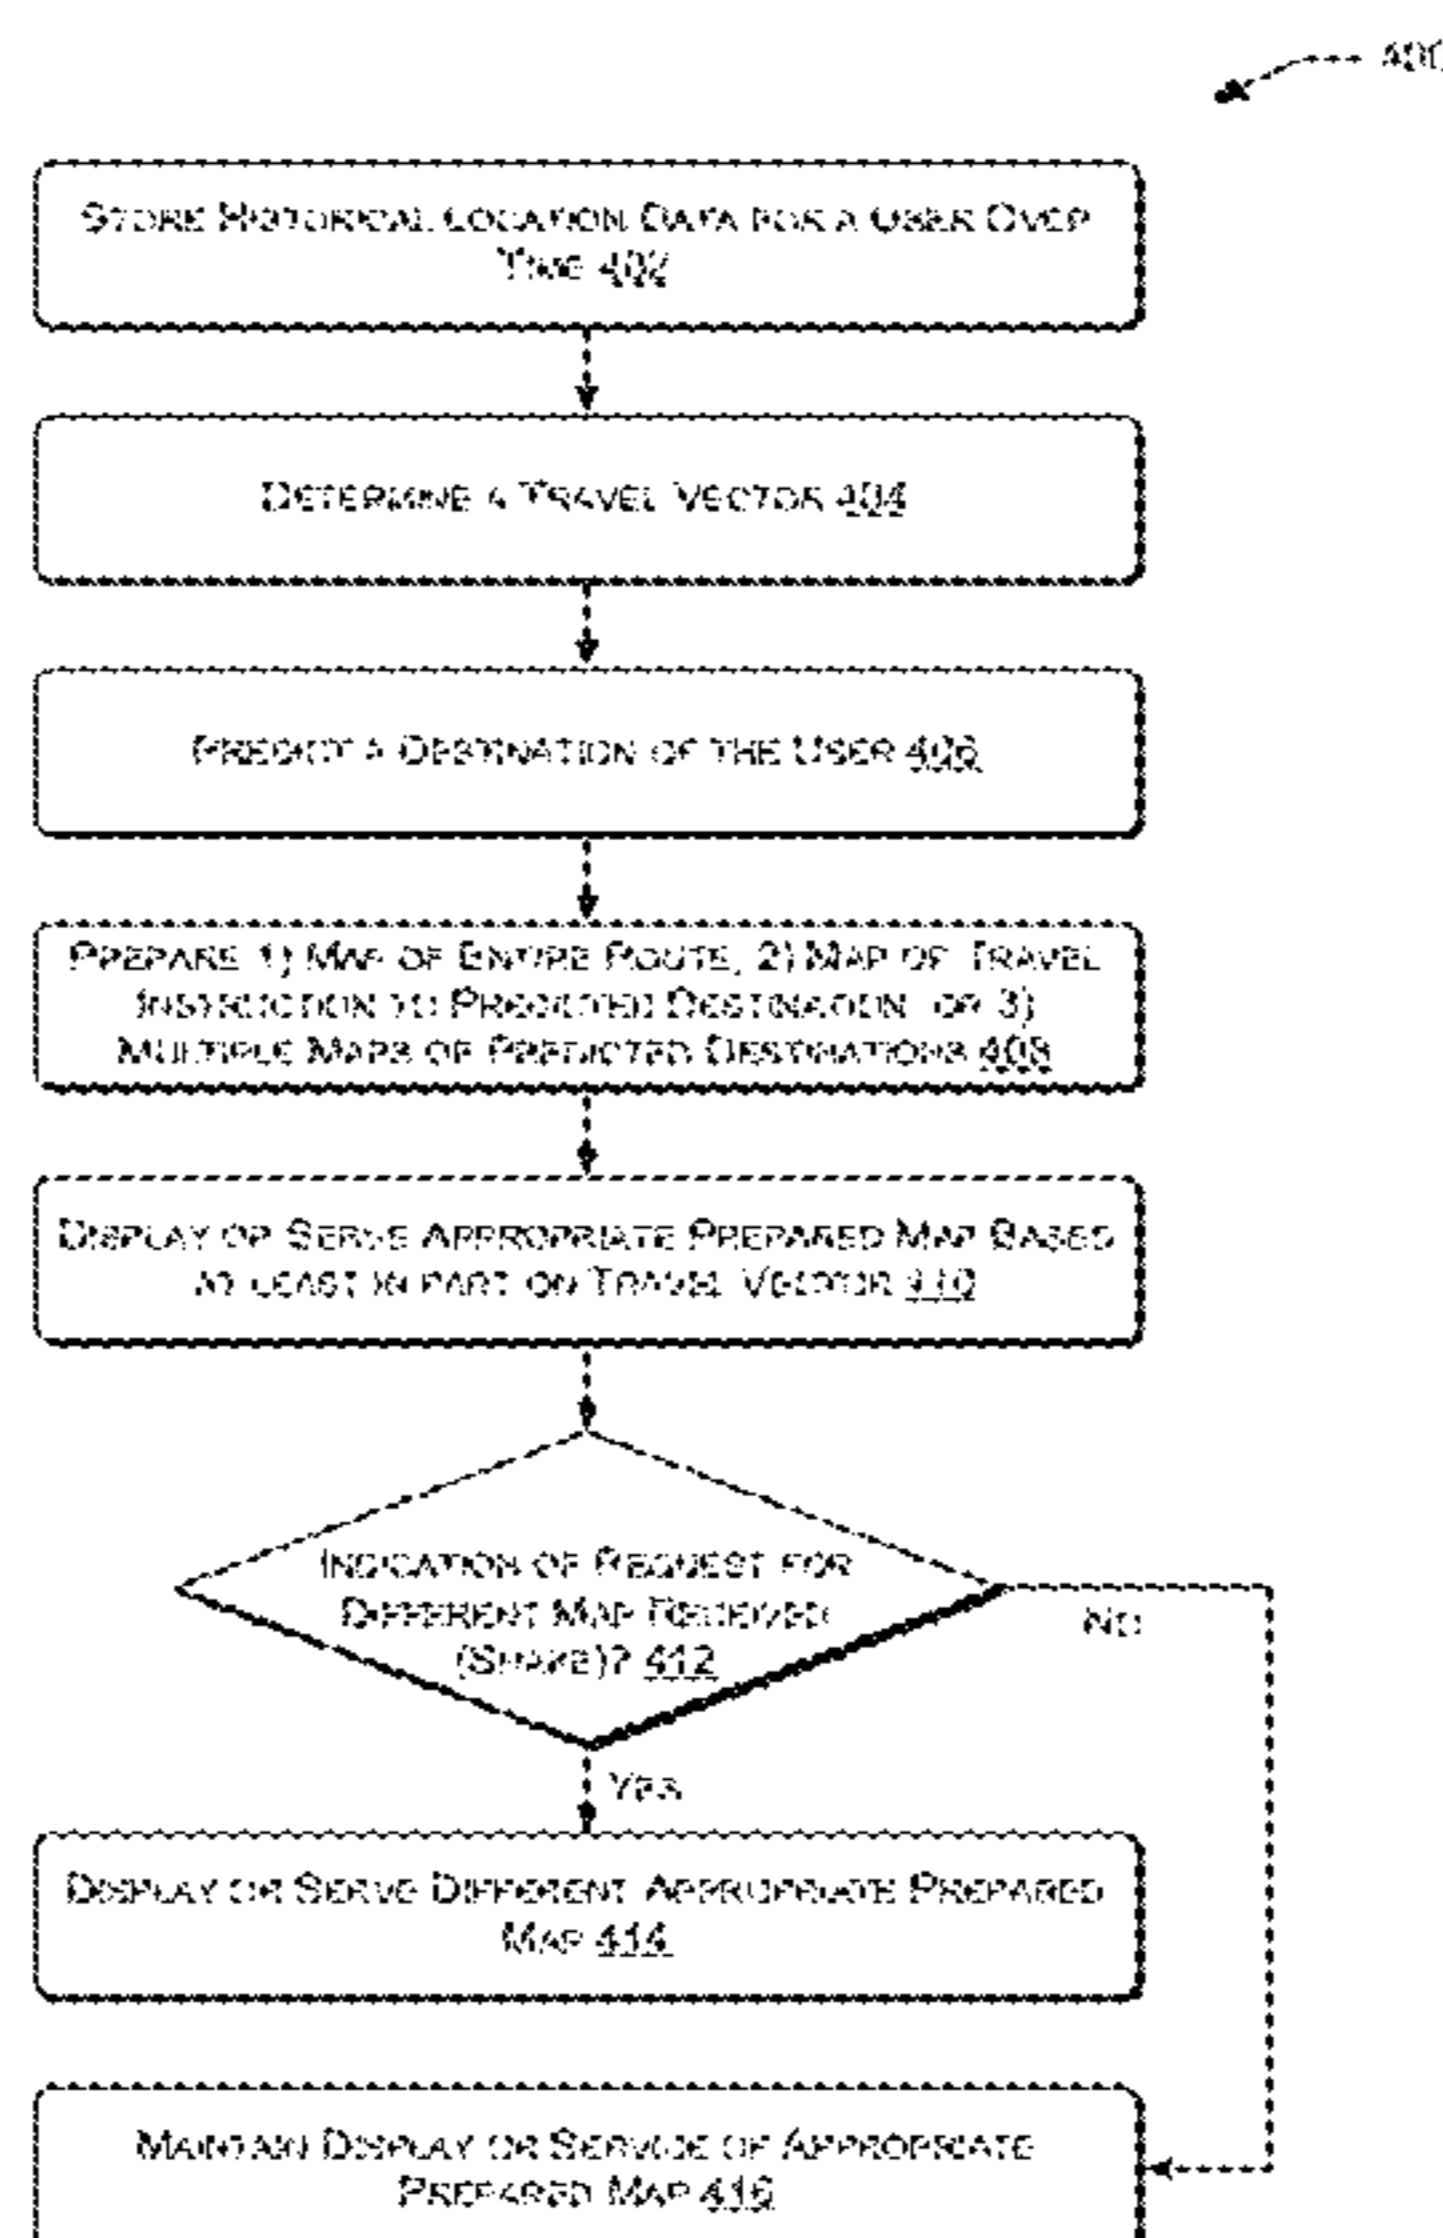 400
STORE HISTORICAL LOCATION DATA FOR A USER OVER
TIME 402
DETERMINE A TRAVEL VECTOR 404
PREDICT A DESTINATION OF THE USER 406
PREPARE 1) MAP OF ENTIRE ROUTE, 2) MAP OF TRAVEL
INSTRUCTION TO PREDICTED DESTINATION, OR 3)
MULTIPLE MAPS OF PREDICTED DESTINATIONS 408
DISPLAY OR SERVE APPROPRIATE PREPARED MAP BASED
AT LEAST IN PART ON TRAVEL VECTOR 410
INDICATION OF REQUEST FOR
DIFFERENT MAP RECEIVED
(SHAKE)? 412
NO
YES
DISPLAY OR SERVE DIFFERENT APPROPRIATE PREPARED
MAP 414
MAINTAIN DISPLAY OR SERVICE OF APPROPRIATE
PREPARED MAP 416